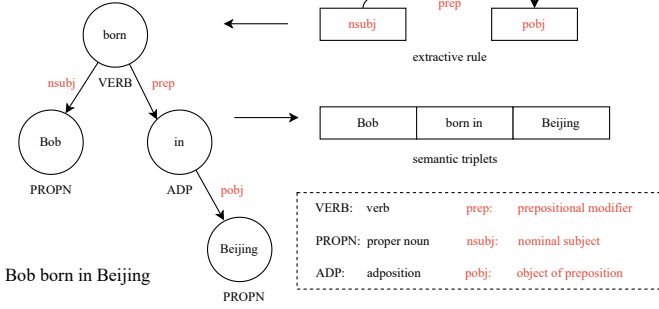 prep
born
nsubj
pobj
extractive rule
nsubj
VERB
prep
Bob
in
Bob
born in
Beijing
semantic triplets
PROPN
ADP
pobj
VERB: verb
prep: prepositional modifier
Beijing
PROPN: proper noun
nsubj: nominal subject
Bob born in Beijing
ADP: adposition
pobj: object of preposition
PROPN